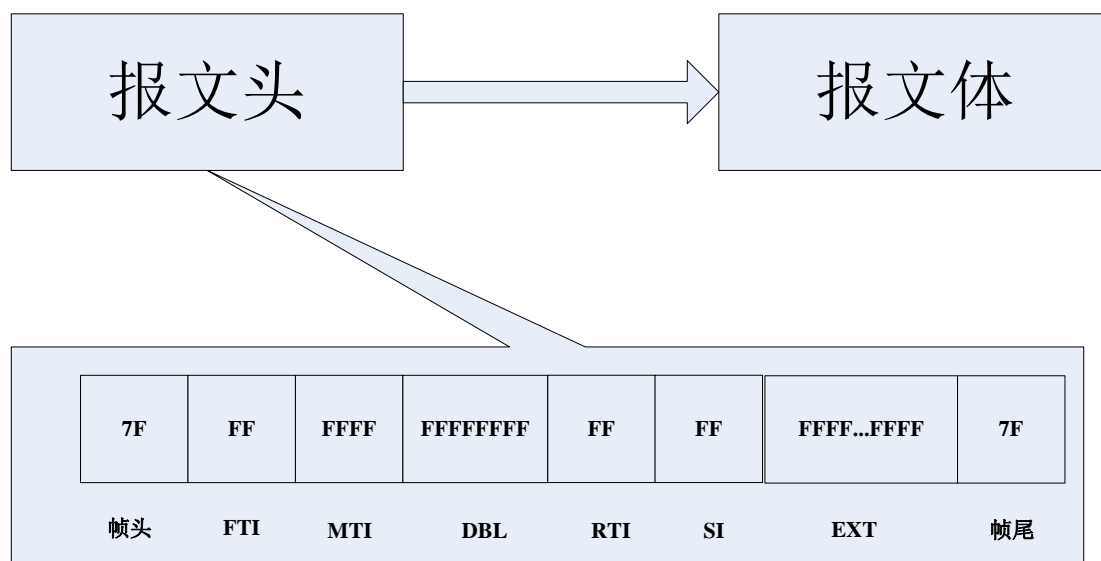 报文头 报文体
7F FF FFFF FFFFFFFF FF FF FFFF...FFFF 7F
帧头 FTI MTI DBL RTI SI EXT 帧尾